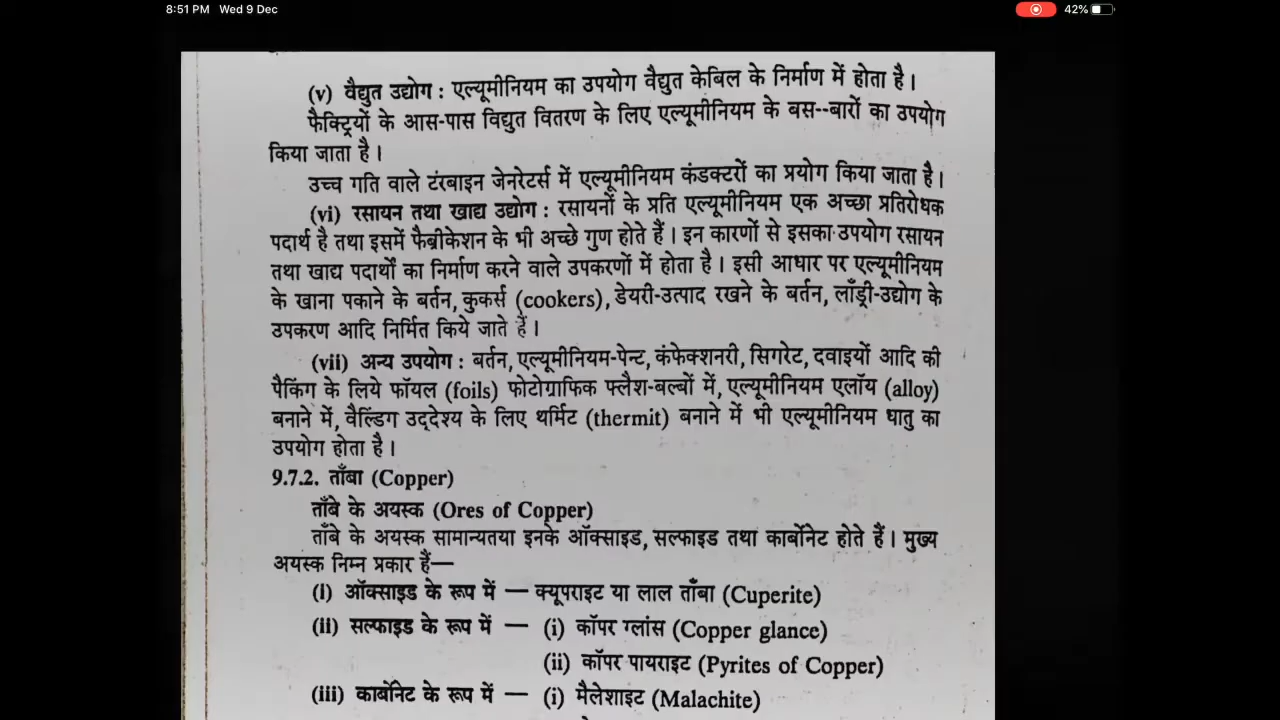 8:51 PM Wed 9 Dec
42%
(v) वैद्युत उद्योग : एल्यूमीनियम का उपयोग वैद्युत केबिल के निर्माण में होता है।
फैक्ट्रियों के आस-पास विद्युत वितरण के लिए एल्यूमीनियम के बस--बारों का उपयोग
किया जाता है।
उच्च गति वाले टंरबाइन जेनरेटर्स में एल्यूमीनियम कंडक्टरों का प्रयोग किया जाता है।
(vi) रसायन तथा खाद्य उद्योग : रसायनों के प्रति एल्यूमीनियम एक अच्छा प्रतिरोधक
पदार्थ है तथा इसमें फैब्रीकेशन के भी अच्छे गुण होते हैं। इन कारणों से इसका उपयोग रसायन
तथा खाद्य पदार्थों का निर्माण करने वाले उपकरणों में होता है। इसी आधार पर एल्यूमीनियम
के खाना पकाने के बर्तन, कुकर्स (cookers), डेयरी-उत्पाद रखने के बर्तन, लाँड्री-उद्योग के
उपकरण आदि निर्मित किये जाते हैं।
(vii) अन्य उपयोग : बर्तन, एल्यूमीनियम-पेन्ट, कंफेक्शनरी, सिगरेट, दवाइयों आदि की
पैकिंग के लिये फॉयल (foils) फोटोग्राफिक फ्लैश-बल्बों में, एल्यूमीनियम एलॉय (alloy)
बनाने में, वैल्डिंग उद्देश्य के लिए थर्मिट (thermit) बनाने में भी एल्यूमीनियम धातु का
उपयोग होता है।
9.7.2. ताँबा (Copper)
ताँबे के अयस्क (Ores of Copper)
ताँबे के अयस्क सामान्यतया इनके ऑक्साइड, सल्फाइड तथा कार्बोनेट होते हैं। मुख्य
अयस्क निम्न प्रकार हैं—
(i) ऑक्साइड के रूप में — क्यूपराइट या लाल ताँबा (Cuperite)
(ii) सल्फाइड के रूप में — (i) कॉपर ग्लांस (Copper glance)
(ii) कॉपर पायराइट (Pyrites of Copper)
(iii) कार्बोनेट के रूप में — (i) मैलेशाइट (Malachite)